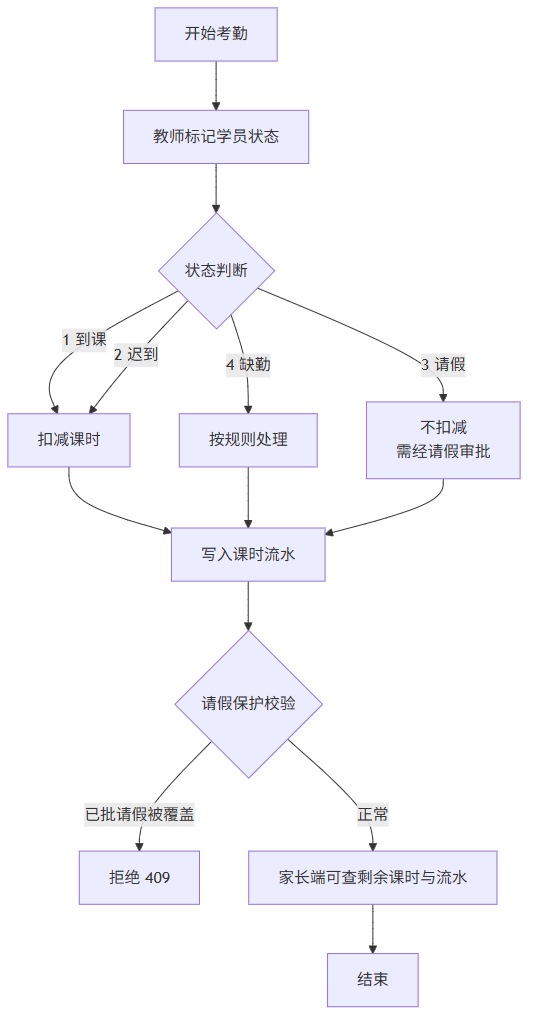 开始考勤
教师标记学员状态
状态判断
1 到课
2 迟到
4 缺勤
3 请假
扣减课时
按规则处理
不扣减
需经请假审批
写入课时流水
请假保护校验
已批请假被覆盖
正常
拒绝 409
家长端可查剩余课时与流水
结束